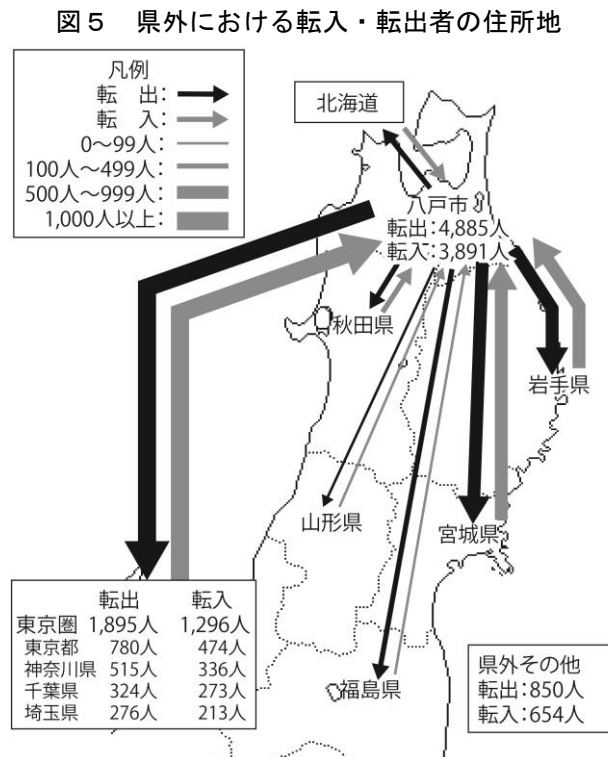 図5 県外における転入・転出者の住所地
凡例
転 出：
転 入：
0～99人：
100人～499人：
500人～999人：
1,000人以上：
北海道
八戸市
転出：4,885人
転入：3,891人
秋田県
岩手県
山形県
宮城県
福島県
転出 転入
東京圏 1,895人 1,296人
東京都 780人 474人
神奈川県 515人 336人
千葉県 324人 273人
埼玉県 276人 213人
県外その他
転出：850人
転入：654人